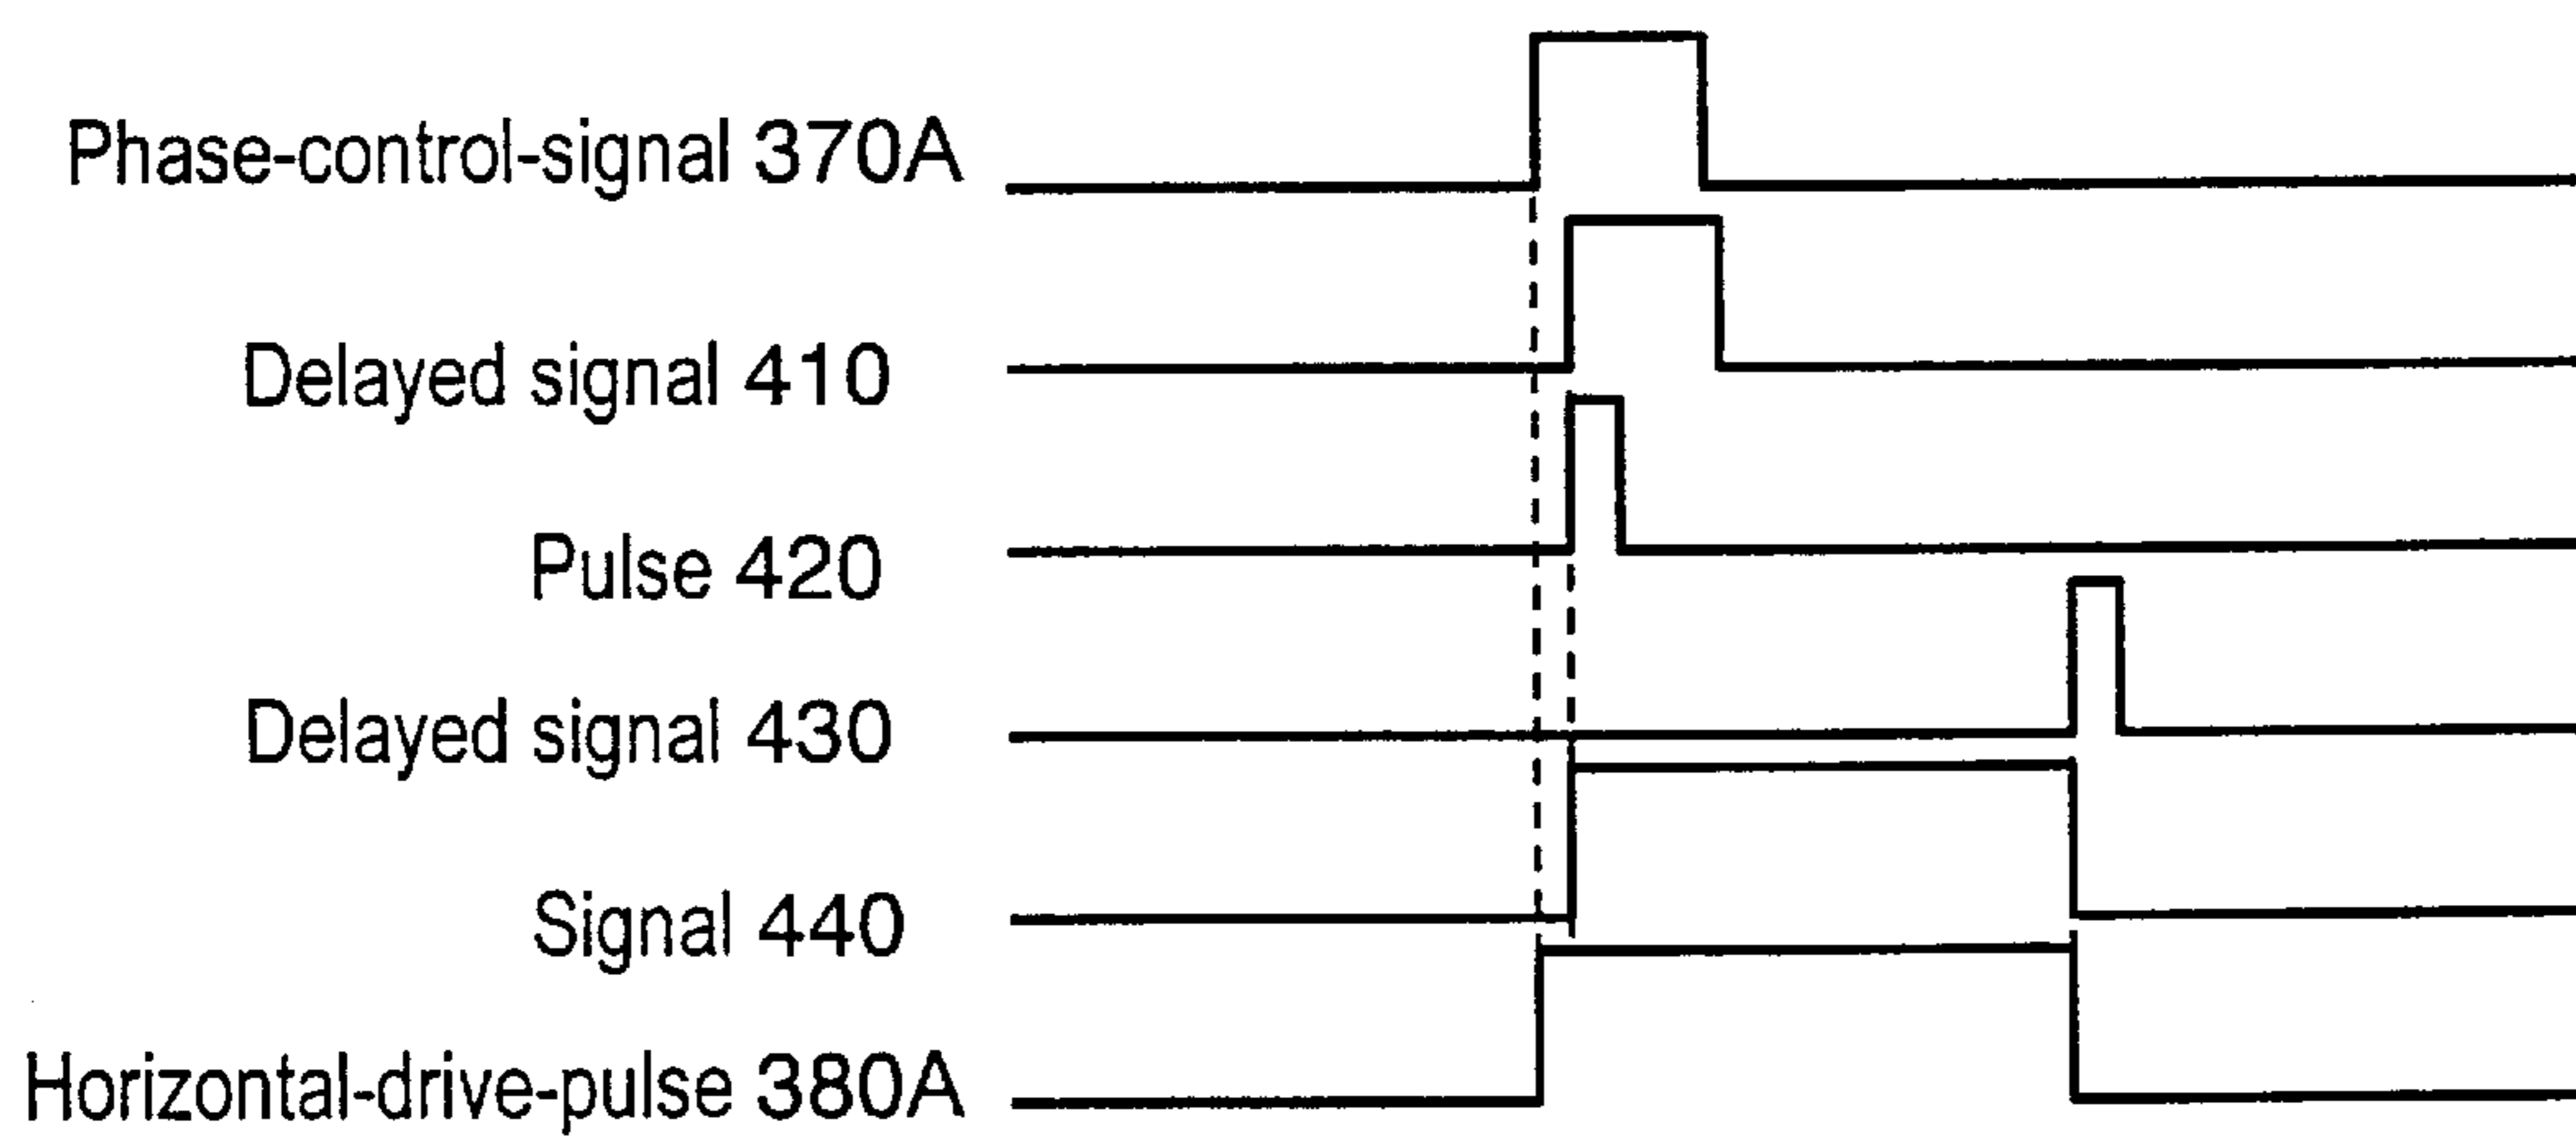 Phase-control-signal 370A
Delayed signal 410
Pulse 420
Delayed signal 430
Signal 440
Horizontal-drive-pulse 380A